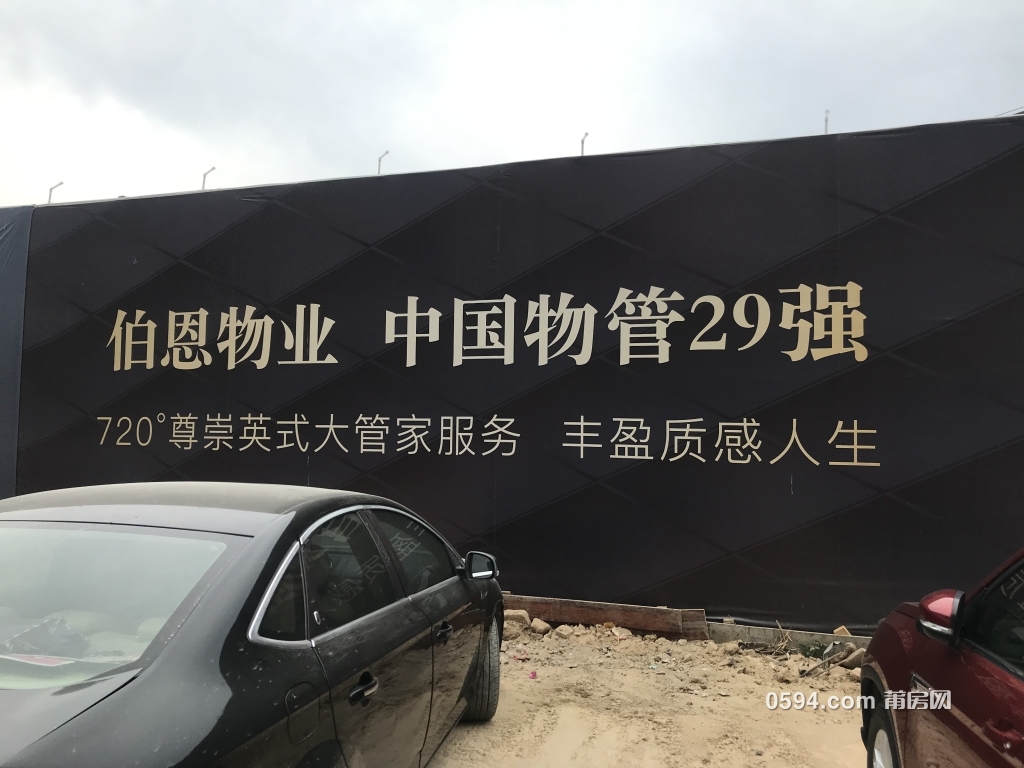 伯恩物业 中国物管29强
720°尊崇英式大管家服务 丰盈质感人生
0594.com 莆房网